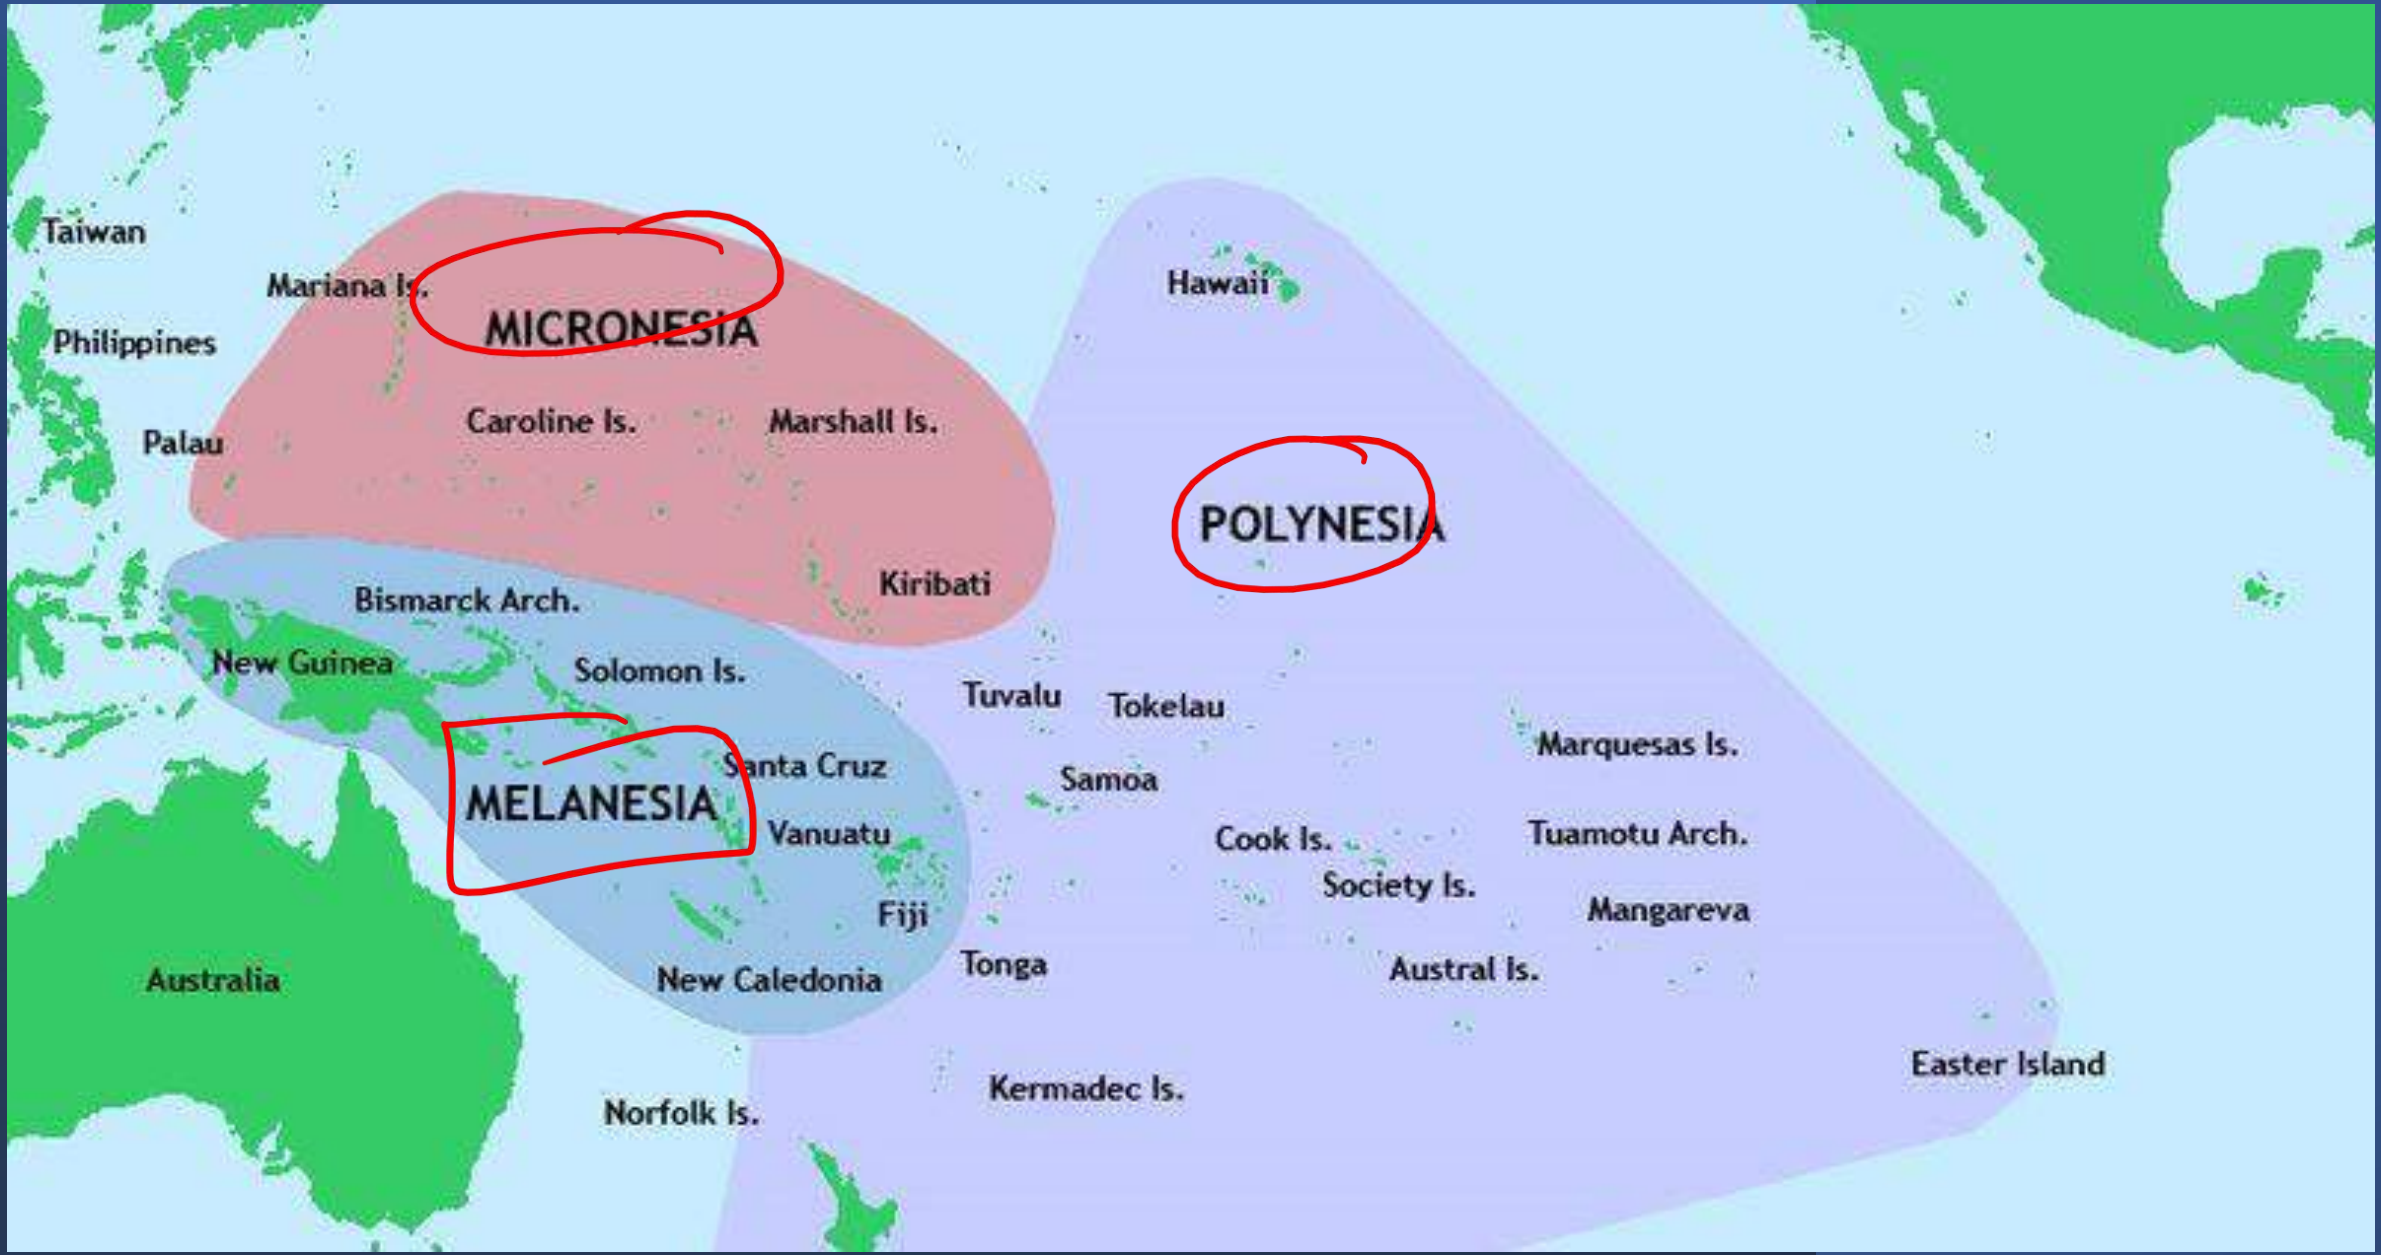 Taiwan
Mariana Is.
Hawaii
MICRONESIA
Philippines
Caroline Is.
Marshall Is.
Palau
POLYNESIA
Kiribati
Bismarck Arch.
New Guinea
Solomon Is.
Tuvalu
Tokelau
Marquesas Is.
Santa Cruz
Samoa
MELANESIA
Vanuatu
Cook Is.
Tuamotu Arch.
Society Is.
Fiji
Mangareva
Tonga
Austral Is.
Australia
New Caledonia
Easter Island
Kermadec Is.
Norfolk Is.